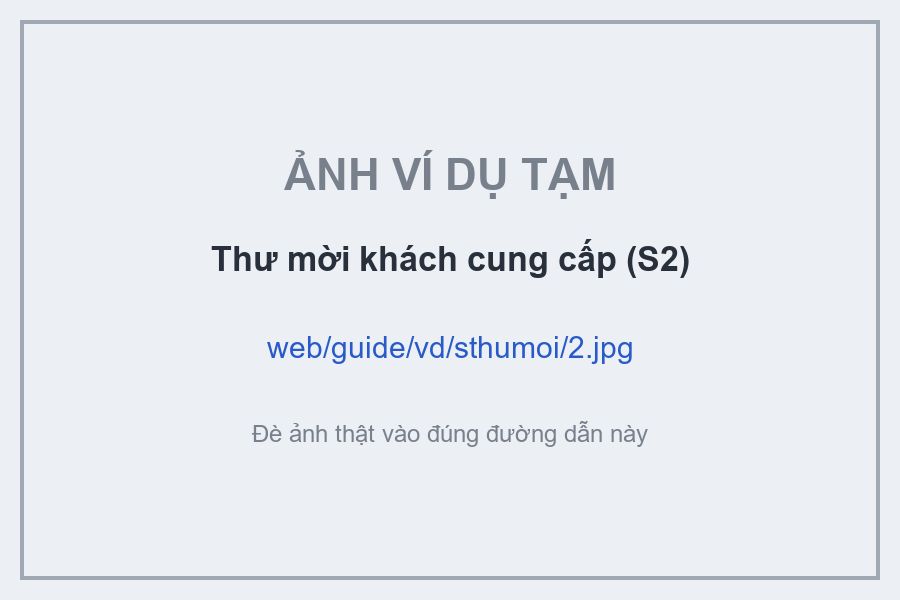 ẢNH VÍ DỤ TẠM
Thư mời khách cung cấp (S2)
web/guide/vd/sthumoi/2.jpg
Đè ảnh thật vào đúng đường dẫn này